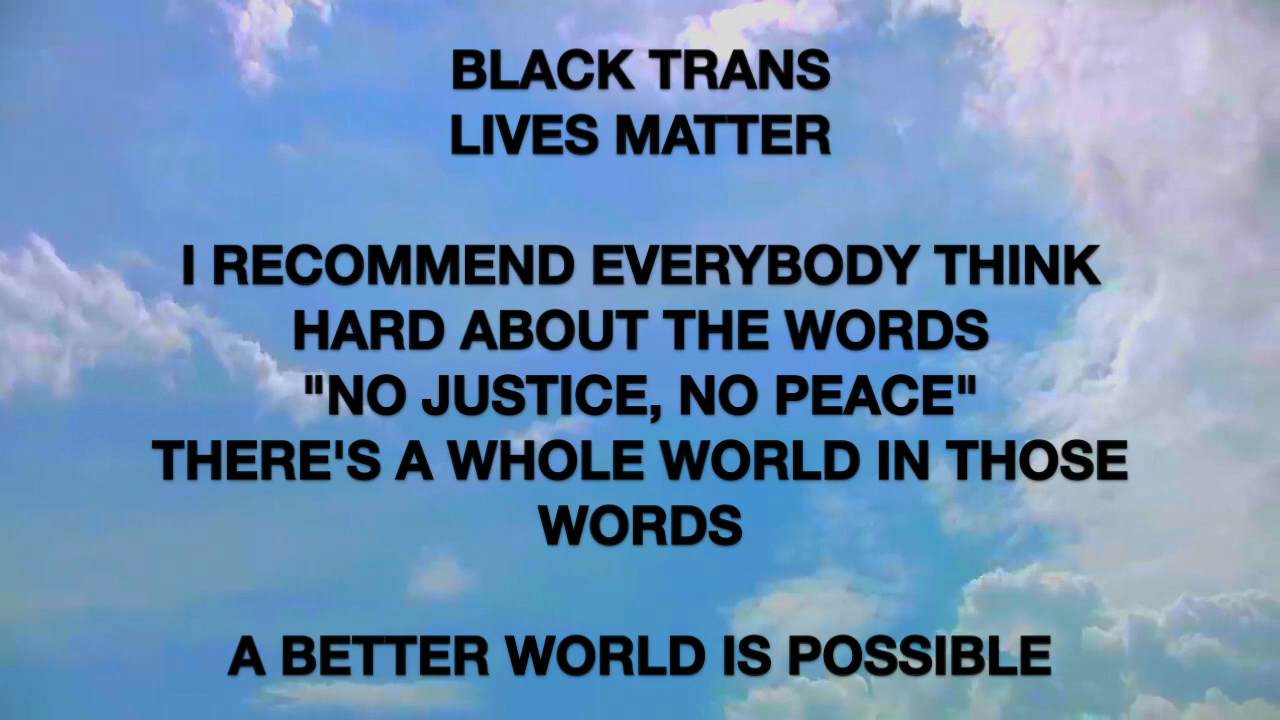 BLACK TRANS
LIVES MATTER
I RECOMMEND EVERYBODY THINK
HARD ABOUT THE WORDS
"NO JUSTICE, NO PEACE"
THERE'S A WHOLE WORLD IN THOSE
WORDS
A BETTER WORLD IS POSSIBLE